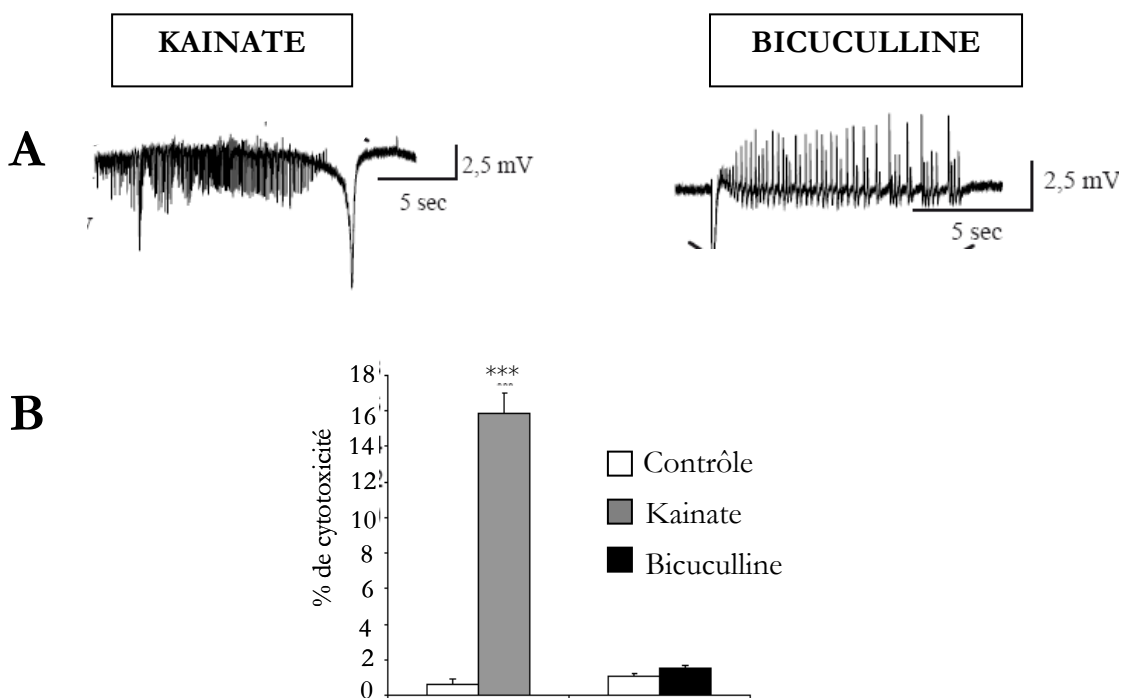 KAINATE
BICUCULLINE
A
2,5 mV
5 sec
2,5 mV
5 sec
B
% de cytotoxicité
18
16
14
12
10
8
6
4
2
0
***
Contrôle
Kainate
Bicuculline